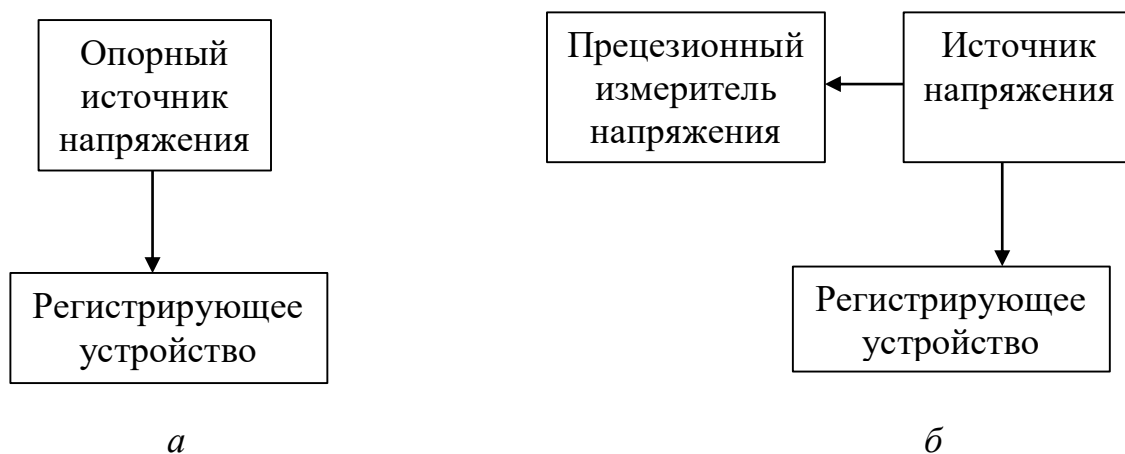 Опорный
источник
напряжения
Регистрирующее
устройство
а
Прецезионный
измеритель
напряжения
Источник
напряжения
Регистрирующее
устройство
б